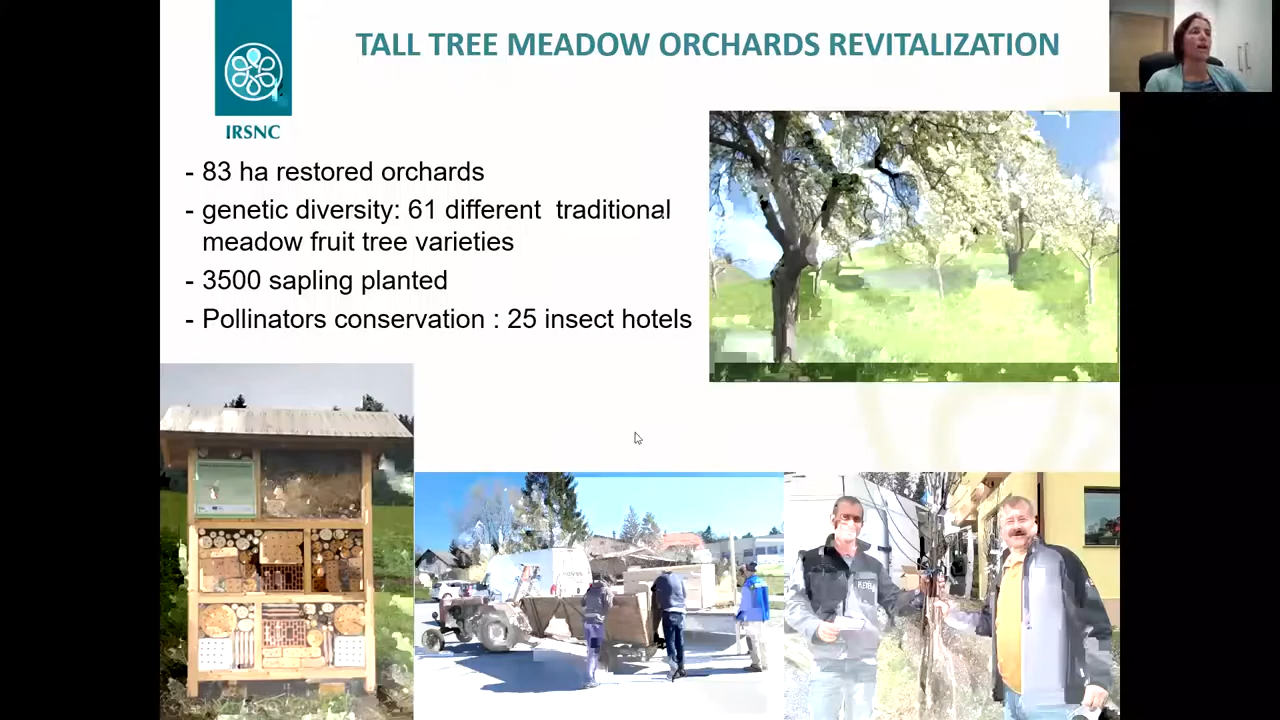 TALL TREE MEADOW ORCHARDS REVITALIZATION
IRSNC
- 83 ha restored orchards
- genetic diversity: 61 different traditional
meadow fruit tree varieties
- 3500 sapling planted
- Pollinators conservation : 25 insect hotels